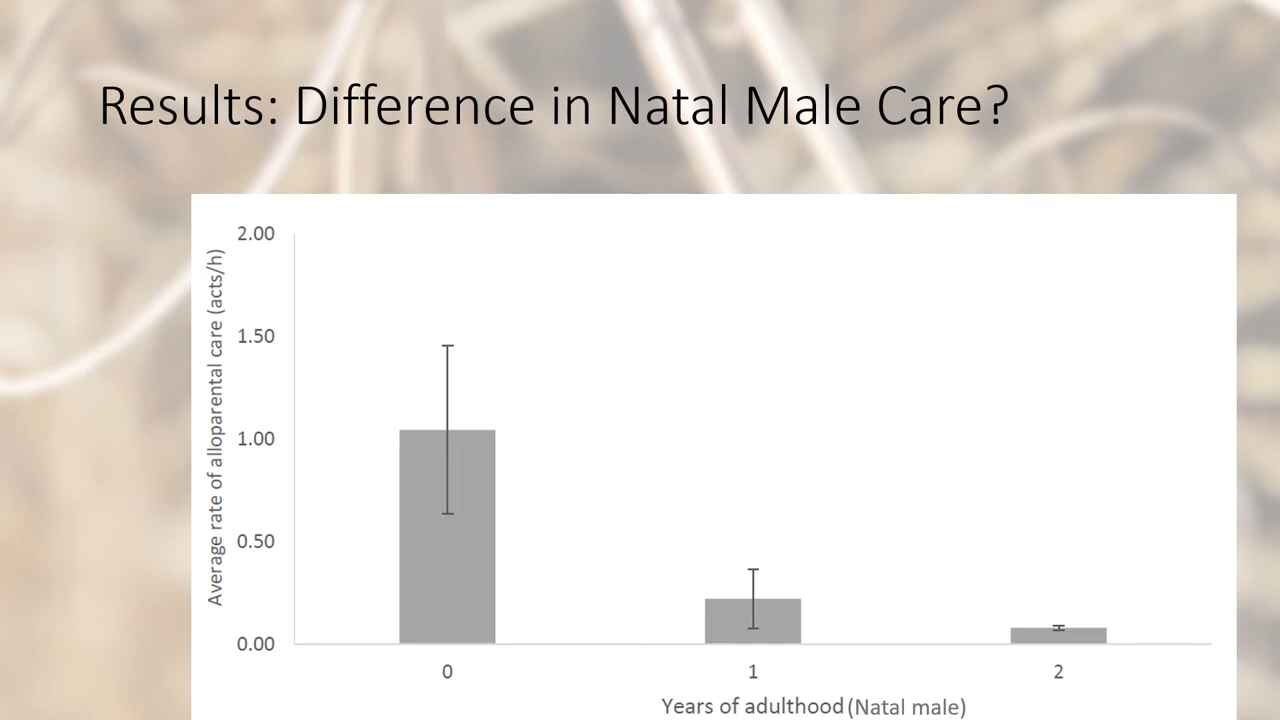 Results: Difference in Natal Male Care?
Average rate of alloparental care (acts/h)
2.00
1.50
1.00
0.50
0.00
0 1 2
Years of adulthood (Natal male)